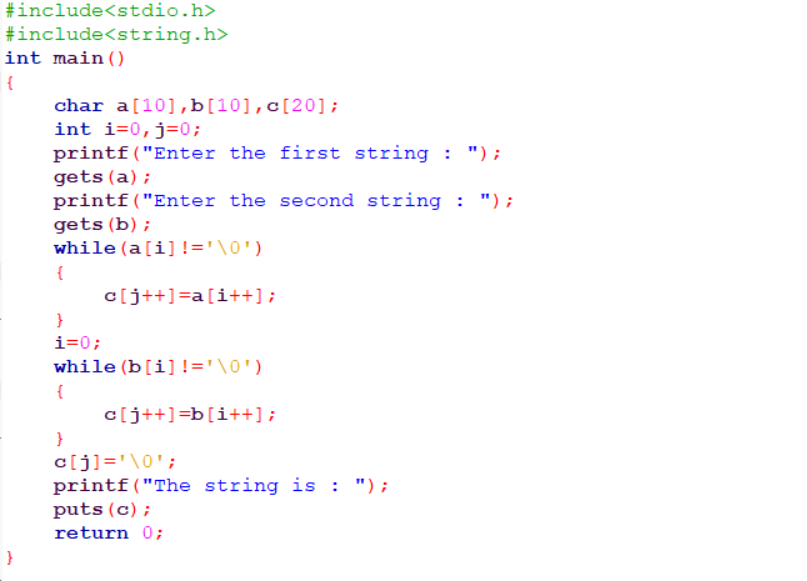 #include<stdio.h>
#include<string.h>
int main()
{
    char a[10],b[10],c[20];
    int i=0,j=0;
    printf("Enter the first string : ");
    gets(a);
    printf("Enter the second string : ");
    gets(b);
    while(a[i]!='\0')
    {
        c[j++]=a[i++];
    }
    i=0;
    while(b[i]!='\0')
    {
        c[j++]=b[i++];
    }
    c[j]='\0';
    printf("The string is : ");
    puts(c);
    return 0;
}